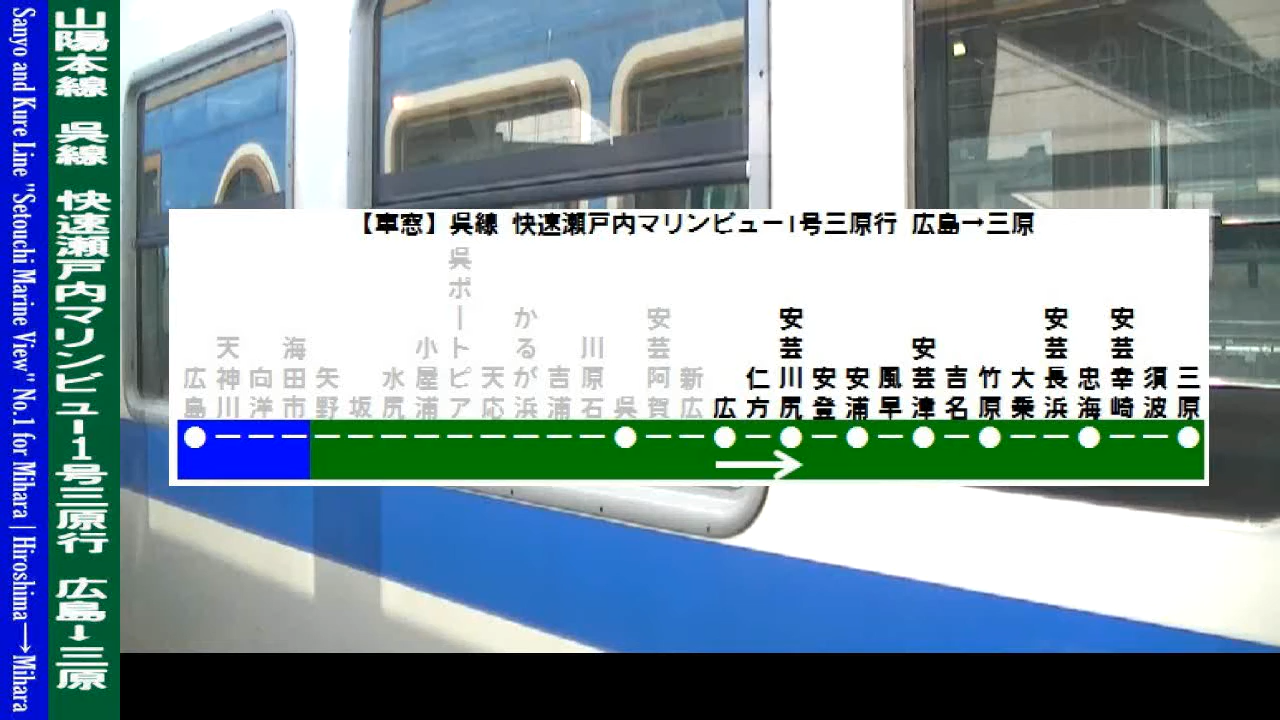 Sanyo and Kure Line "Setouchi Marine View" No.1 for Mihara | Hiroshima→Mihara
山陽本線 呉線 快速瀬戸内マリンビュー1号三原行 広島→三原
【車窓】呉線 快速瀬戸内マリンビュー1号三原行 広島→三原
広島
天神川
向洋
海田市
矢野
坂
水尻
小屋浦
呉ポートピア
天応
かるが浜
吉浦
川原石
呉
安芸阿賀
新広
広
仁方
安芸川尻
安登
安浦
風早
安芸津
吉名
竹原
大乗
安芸長浜
忠海
安芸幸崎
須波
三原